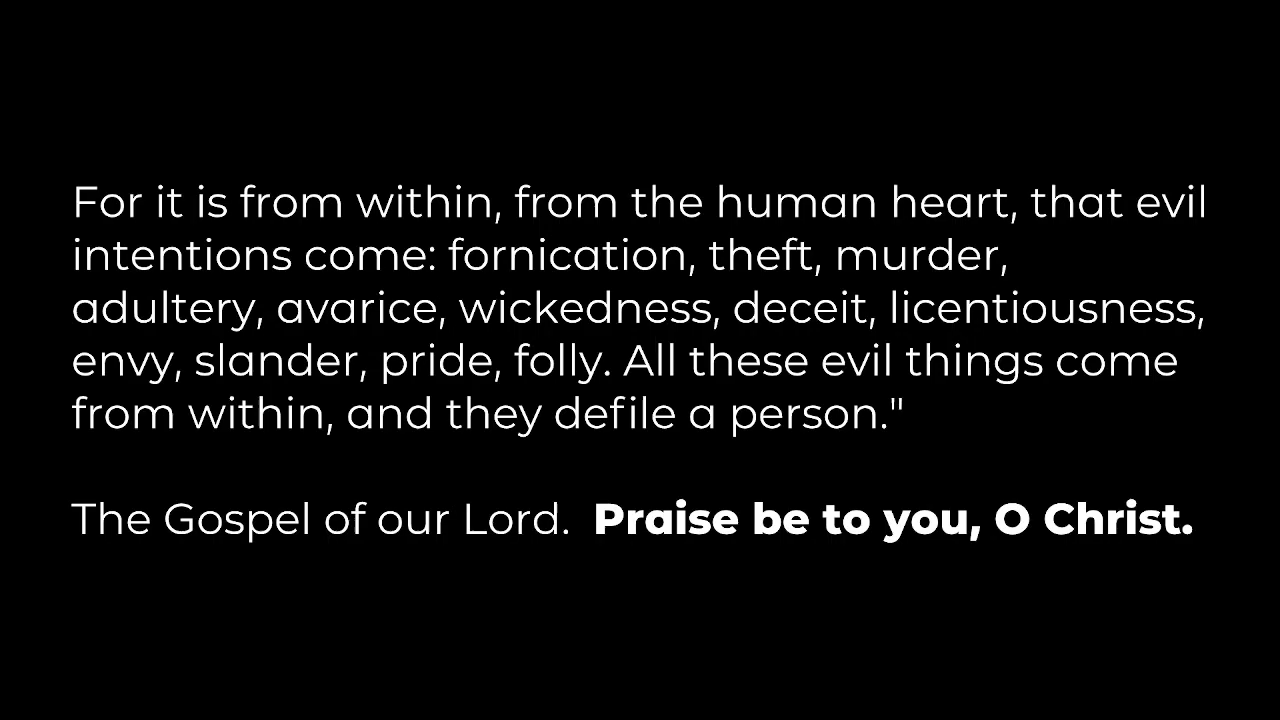 For it is from within, from the human heart, that evil
intentions come: fornication, theft, murder,
adultery, avarice, wickedness, deceit, licentiousness,
envy, slander, pride, folly. All these evil things come
from within, and they defile a person."
The Gospel of our Lord.  Praise be to you, O Christ.